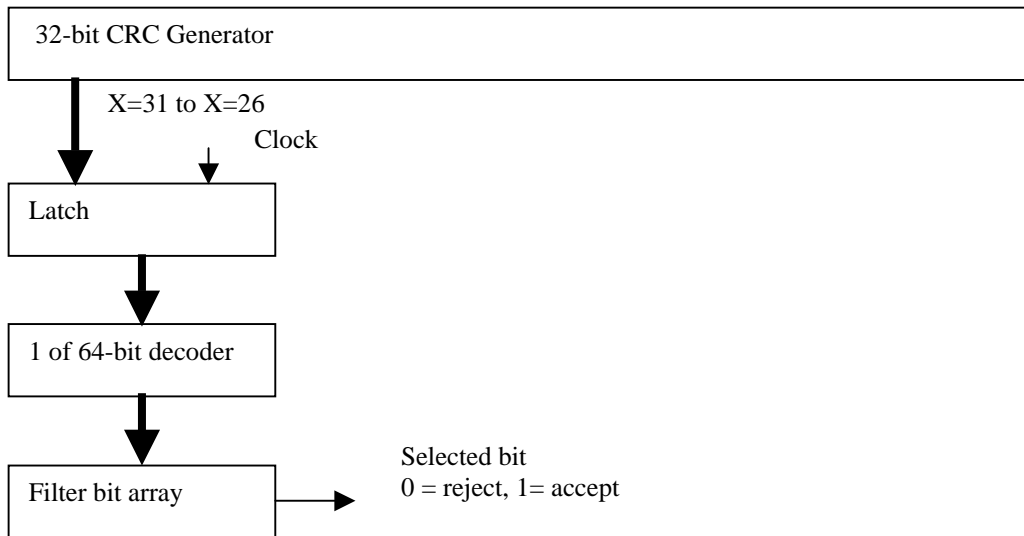 32-bit CRC Generator
X=31 to X=26
Clock
Latch
1 of 64-bit decoder
Filter bit array
Selected bit
0 = reject, 1= accept